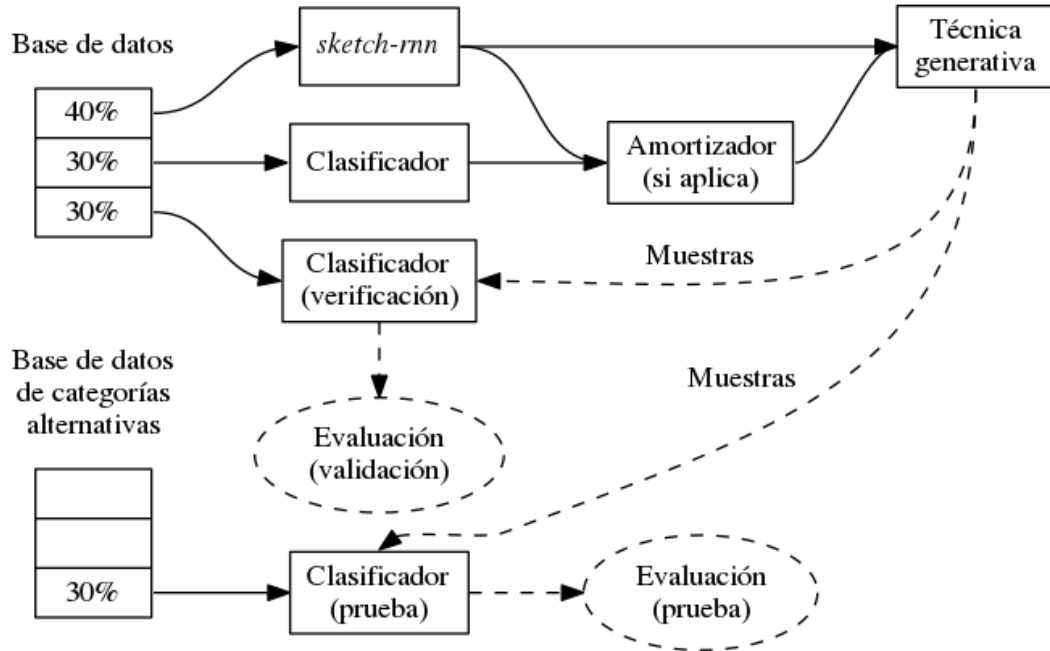 Base de datos
40%
30%
30%
sketch-rnn
Clasificador
Amortizador
(si aplica)
Técnica
generativa
Clasificador
(verificación)
Muestras
Muestras
Evaluación
(validación)
Base de datos
de categorías
alternativas
30%
Clasificador
(prueba)
Evaluación
(prueba)